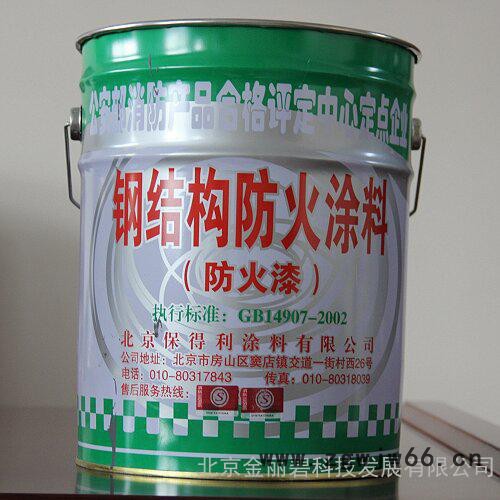 公安部消防产品合格评定中心定点企业
钢结构防火涂料
(防火漆)
执行标准:GB14907-2002
北京保得利涂料有限公司
公司地址:北京市房山区窦店镇交道一街村西26号
电话:010-80317843 传真:010-80318039
售后服务热线:
北京金丽碧科技发展有限公司